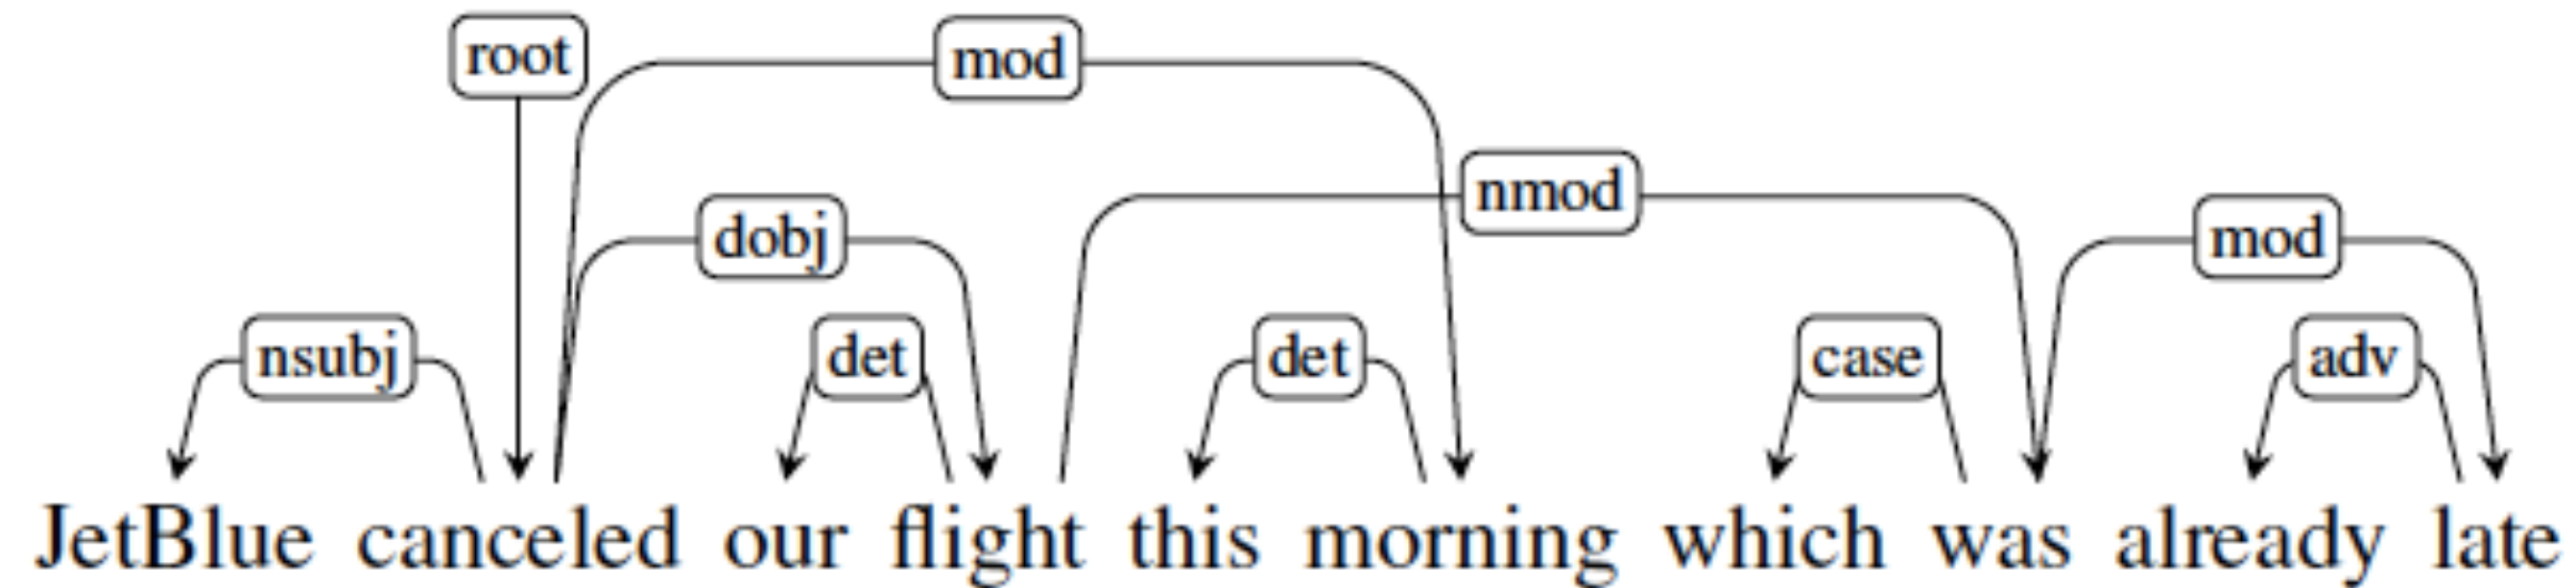 root mod
nmod
dobj mod
nsubj det det case adv
JetBlue canceled our flight this morning which was already late